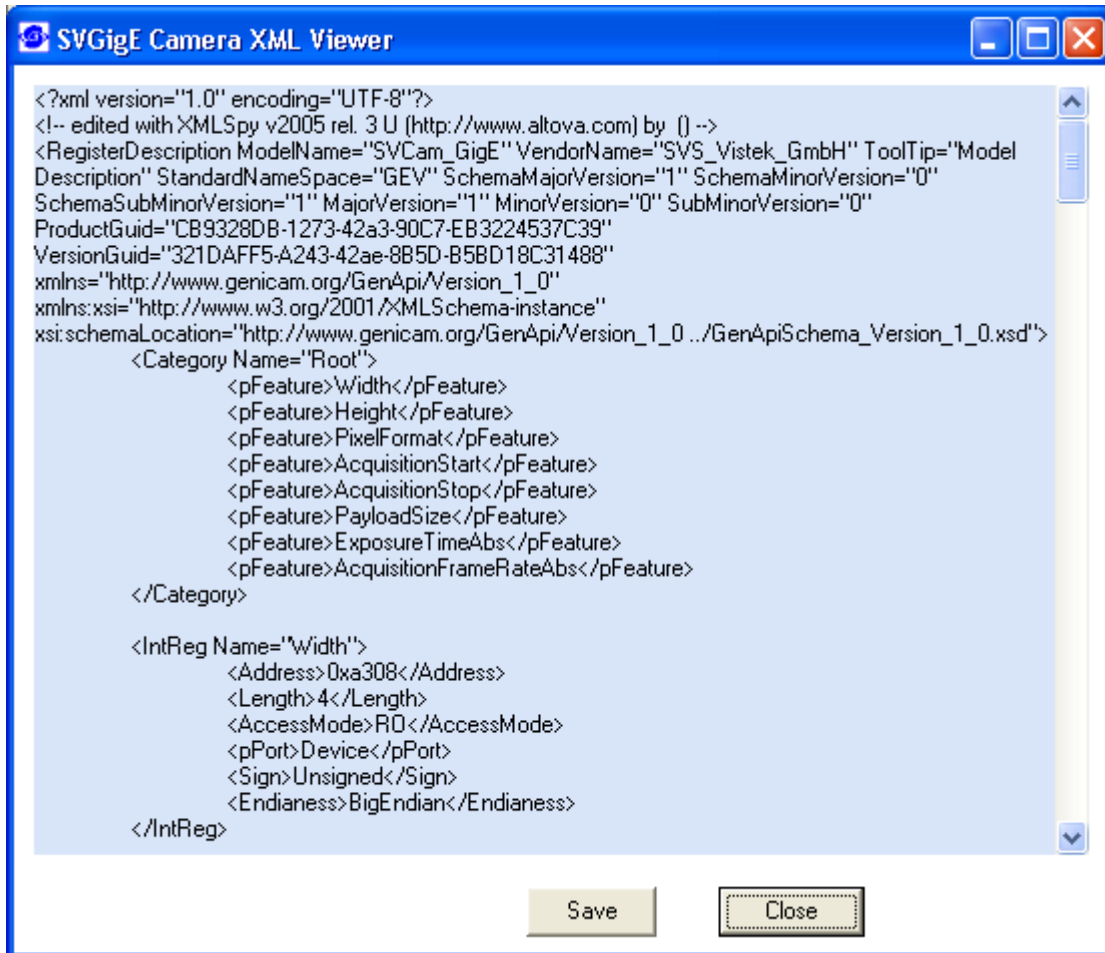 SVGigE Camera XML Viewer
<?xml version="1.0" encoding="UTF-8"?>
<!-- edited with XMLSpy v2005 rel. 3 U (http://www.altova.com) by  () -->
<RegisterDescription ModelName="SVCam_GigE" VendorName="SVS_Vistek_GmbH" ToolTip="Model
Description" StandardNameSpace="GEV" SchemaMajorVersion="1" SchemaMinorVersion="0"
SchemaSubMinorVersion="1" MajorVersion="1" MinorVersion="0" SubMinorVersion="0"
ProductGuid="CB9328DB-1273-42a3-90C7-EB3224537C39"
VersionGuid="321DAFF5-A243-42ae-8B5D-B5BD18C31488"
xmlns="http://www.genicam.org/GenApi/Version_1_0"
xmlns:xsi="http://www.w3.org/2001/XMLSchema-instance"
xsi:schemaLocation="http://www.genicam.org/GenApi/Version_1_0 ../GenApiSchema_Version_1_0.xsd">
<Category Name="Root">
<pFeature>Width</pFeature>
<pFeature>Height</pFeature>
<pFeature>PixelFormat</pFeature>
<pFeature>AcquisitionStart</pFeature>
<pFeature>AcquisitionStop</pFeature>
<pFeature>PayloadSize</pFeature>
<pFeature>ExposureTimeAbs</pFeature>
<pFeature>AcquisitionFrameRateAbs</pFeature>
</Category>
<IntReg Name="Width">
<Address>0xa308</Address>
<Length>4</Length>
<AccessMode>RO</AccessMode>
<pPort>Device</pPort>
<Sign>Unsigned</Sign>
<Endianess>BigEndian</Endianess>
</IntReg>
Save
Close